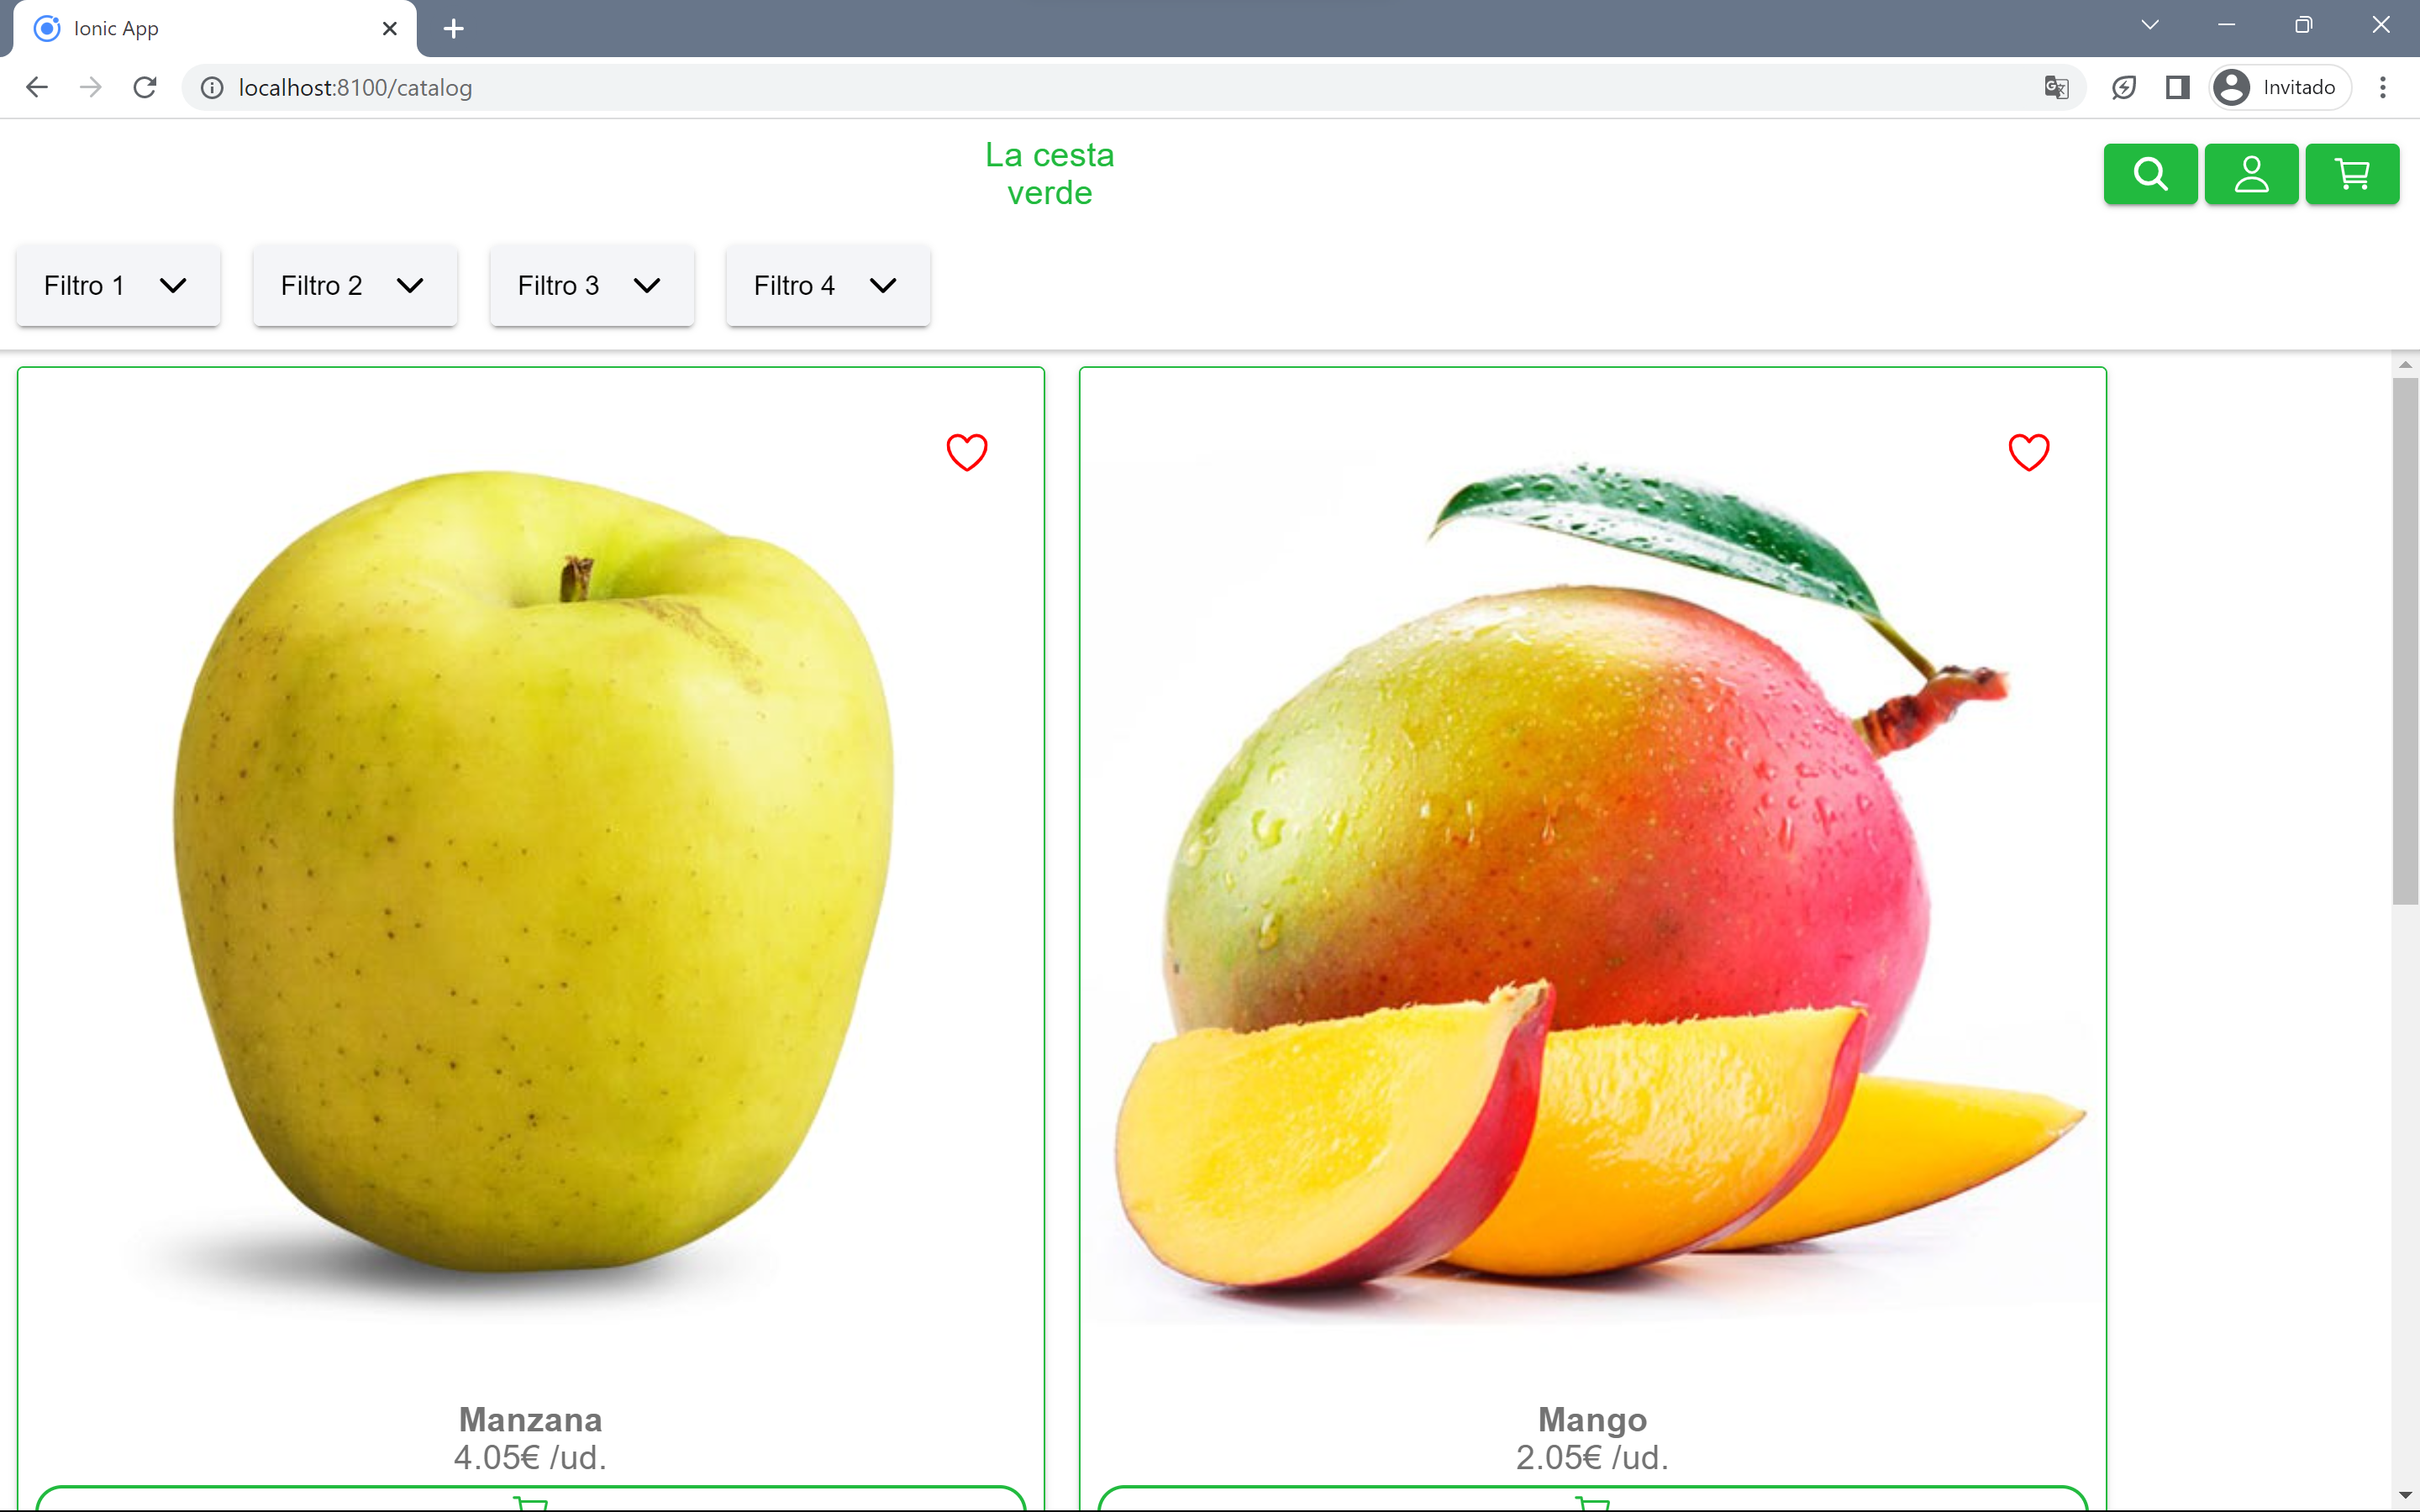 Ionic App
localhost:8100/catalog
Invitado
La cesta
verde
Filtro 1
Filtro 2
Filtro 3
Filtro 4
Manzana
4.05€ /ud.
Mango
2.05€ /ud.